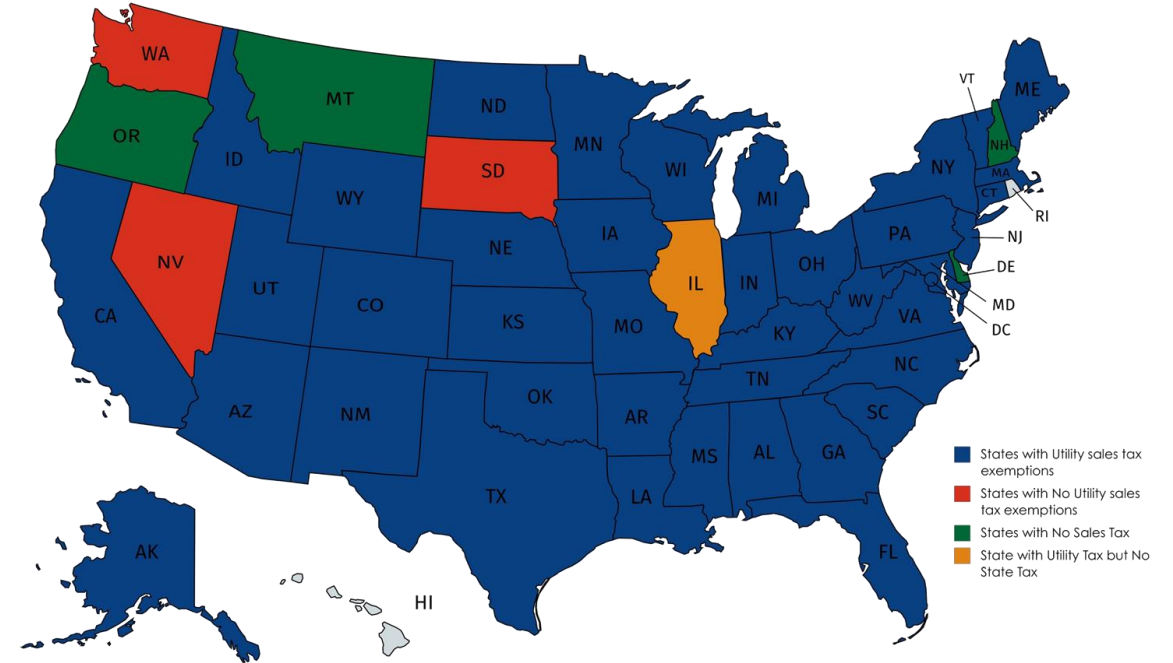 WA
MT
ND
MN
OR
ID
SD
WI
VT
ME
NH
NY
MA
CT
MI
RI
WY
IA
NE
PA
NJ
NV
UT
CO
IL
IN
OH
DE
WV
MD
VA
DC
CA
KS
MO
KY
NC
TN
AZ
NM
OK
AR
SC
MS
AL
GA
TX
LA
FL
AK
HI
States with Utility sales tax
exemptions
States with No Utility sales
tax exemptions
States with No Sales Tax
State with Utility Tax but No
State Tax